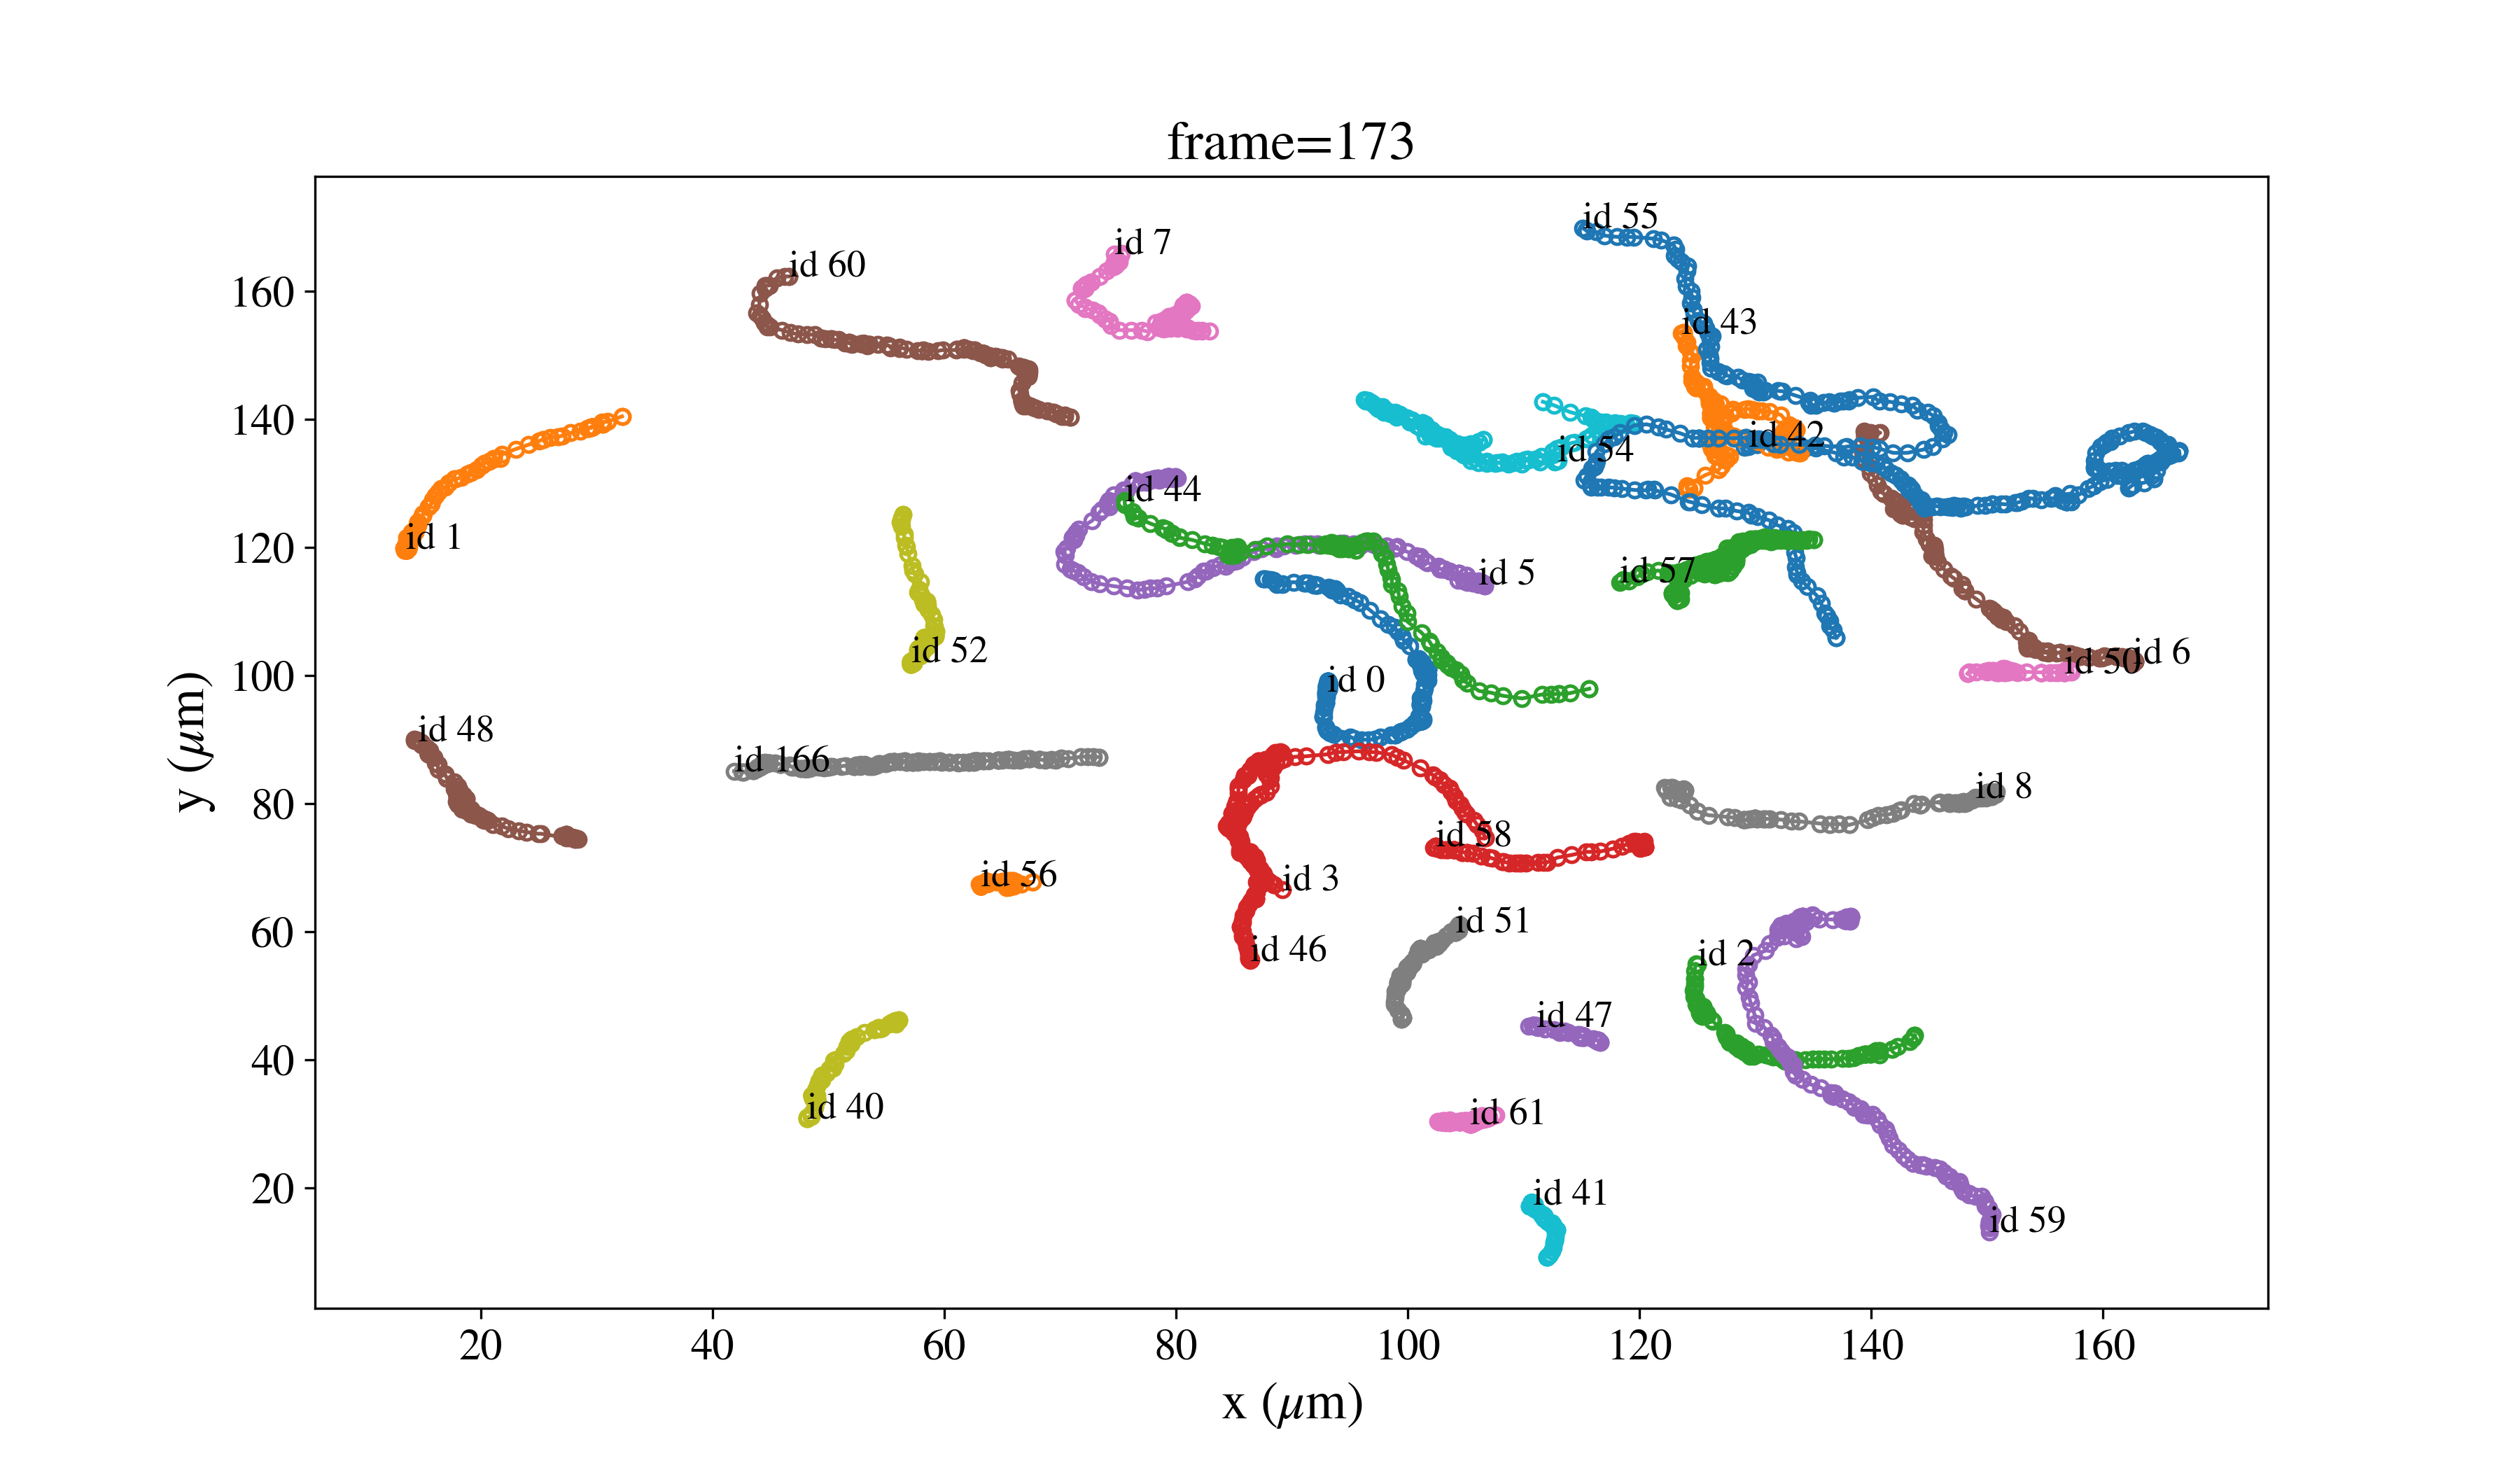 frame=173
id 55
id 7
id 60
160
id 43
140
id 42
id 54
id 44
id 1
120
id 5
id 57
id 52
id 6
id 50
100
id 0
id 48
id 166
id 8
80
y (μm)
id 58
id 3
id 56
id 51
60
id 46
id 2
id 47
40
id 40
id 61
20
id 41
id 59
20 40 60 80 100 120 140 160
x (μm)